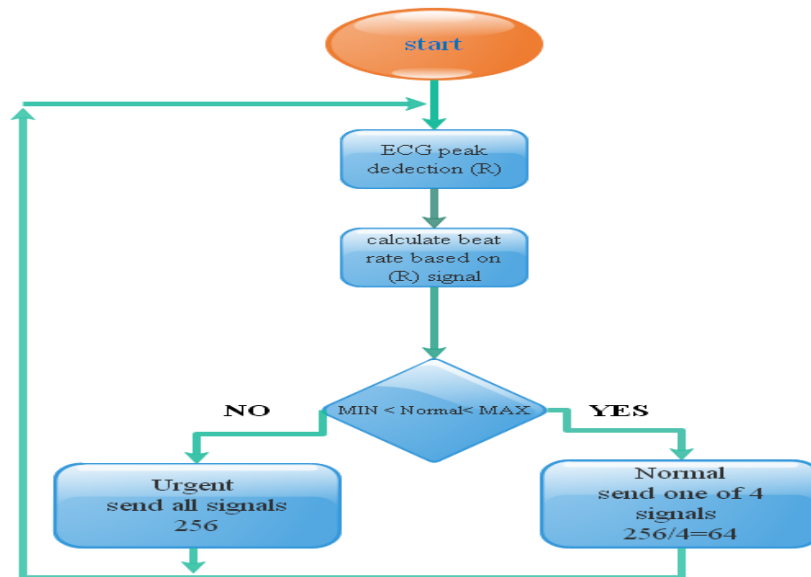 start
ECG peak
dedection (R)
calculate beat
rate based on
(R) signal
MIN < Normal< MAX
NO
YES
Urgent
send all signals
256
Normal
send one of 4
signals
256/4=64